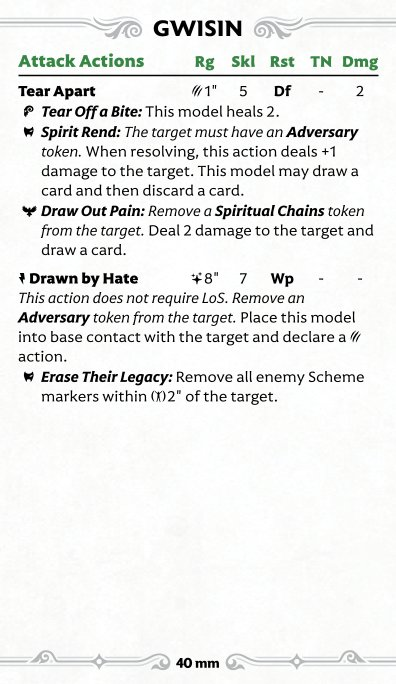 GWISIN
Attack Actions Rg Skl Rst TN Dmg
Tear Apart 1" 5 Df - 2
Tear Off a Bite: This model heals 2.
Spirit Rend: The target must have an Adversary
token. When resolving, this action deals +1
damage to the target. This model may draw a
card and then discard a card.
Draw Out Pain: Remove a Spiritual Chains token
from the target. Deal 2 damage to the target and
draw a card.
Drawn by Hate 8" 7 Wp - -
This action does not require LoS. Remove an
Adversary token from the target. Place this model
into base contact with the target and declare a
action.
Erase Their Legacy: Remove all enemy Scheme
markers within 2" of the target.
40 mm